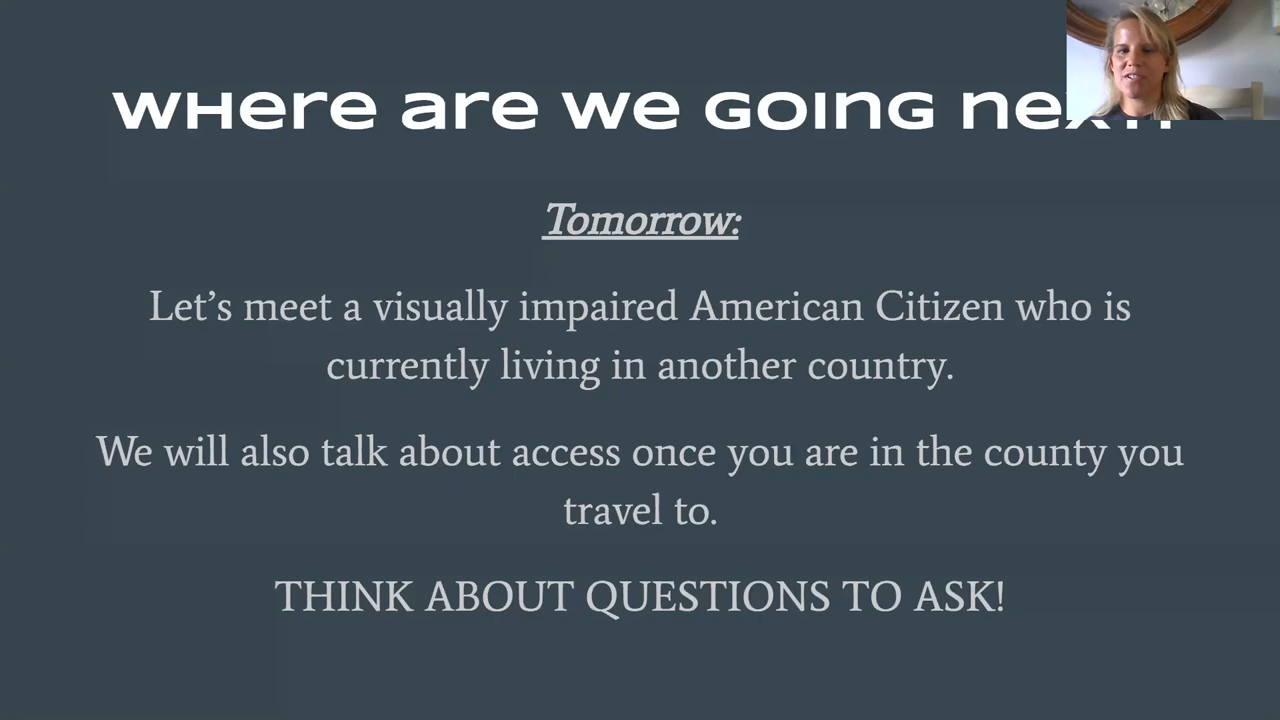 WHere are we GOING next?
Tomorrow:
Let's meet a visually impaired American Citizen who is
currently living in another country.
We will also talk about access once you are in the county you
travel to.
THINK ABOUT QUESTIONS TO ASK!